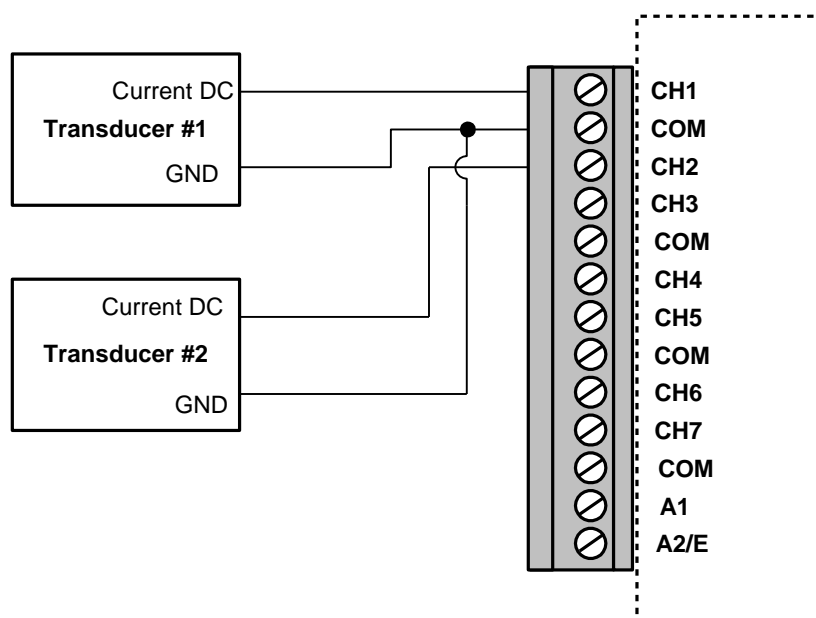 Current DC
Transducer #1
GND
Current DC
Transducer #2
GND
CH1
COM
CH2
CH3
COM
CH4
CH5
COM
CH6
CH7
COM
A1
A2/E